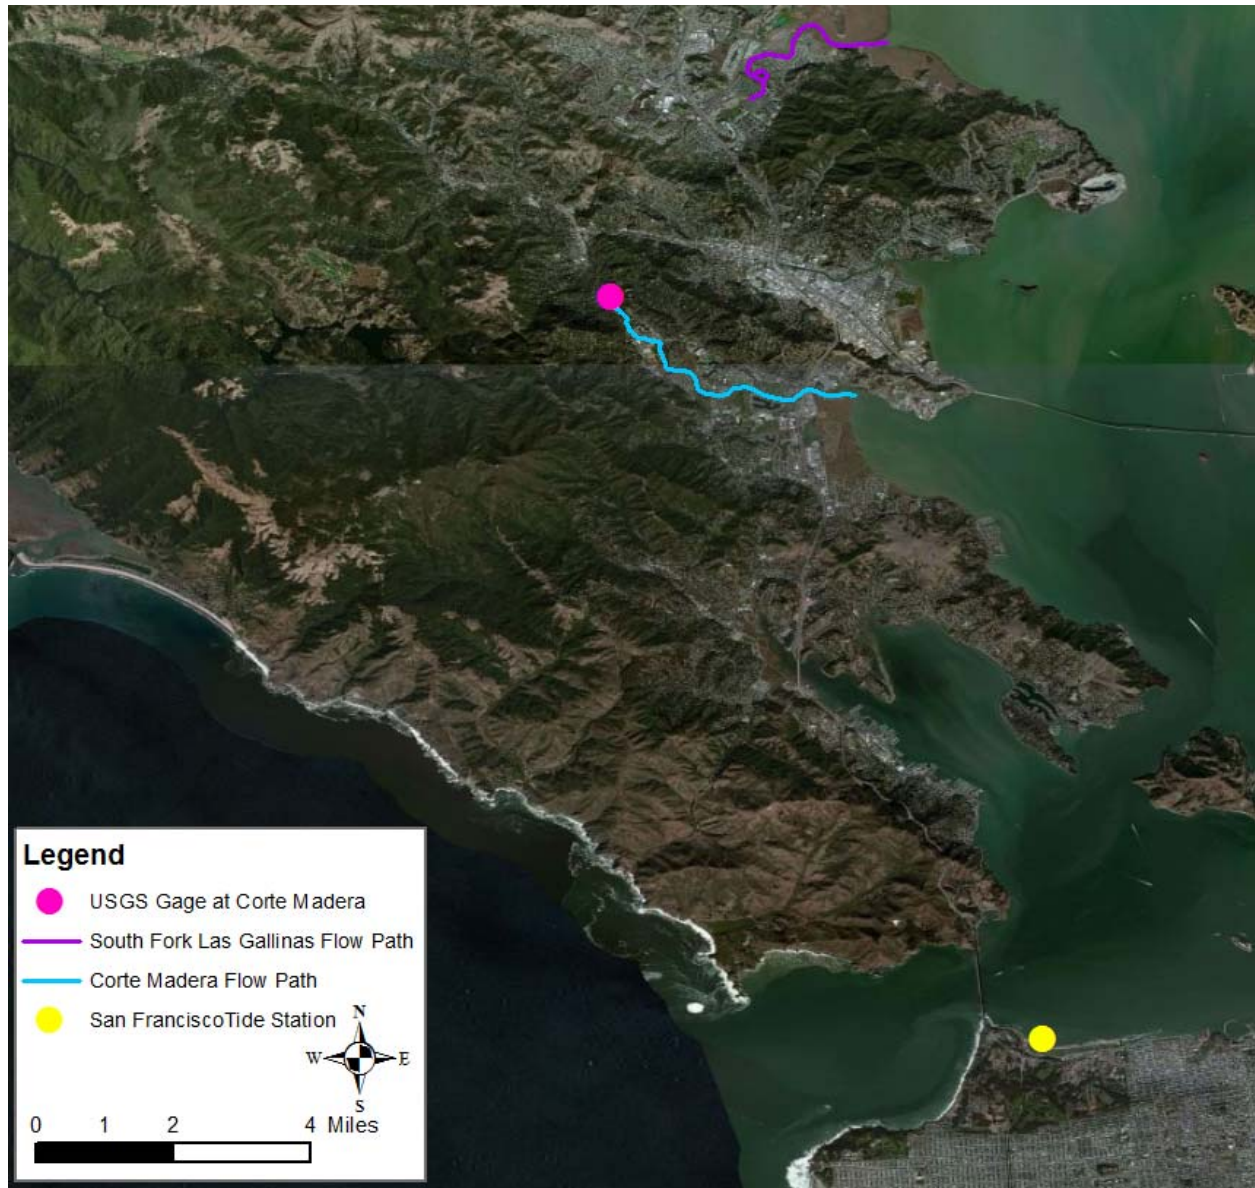 Legend
USGS Gage at Corte Madera
South Fork Las Gallinas Flow Path
Corte Madera Flow Path
San FranciscoTide Station
N
W E
S
0 1 2 4 Miles